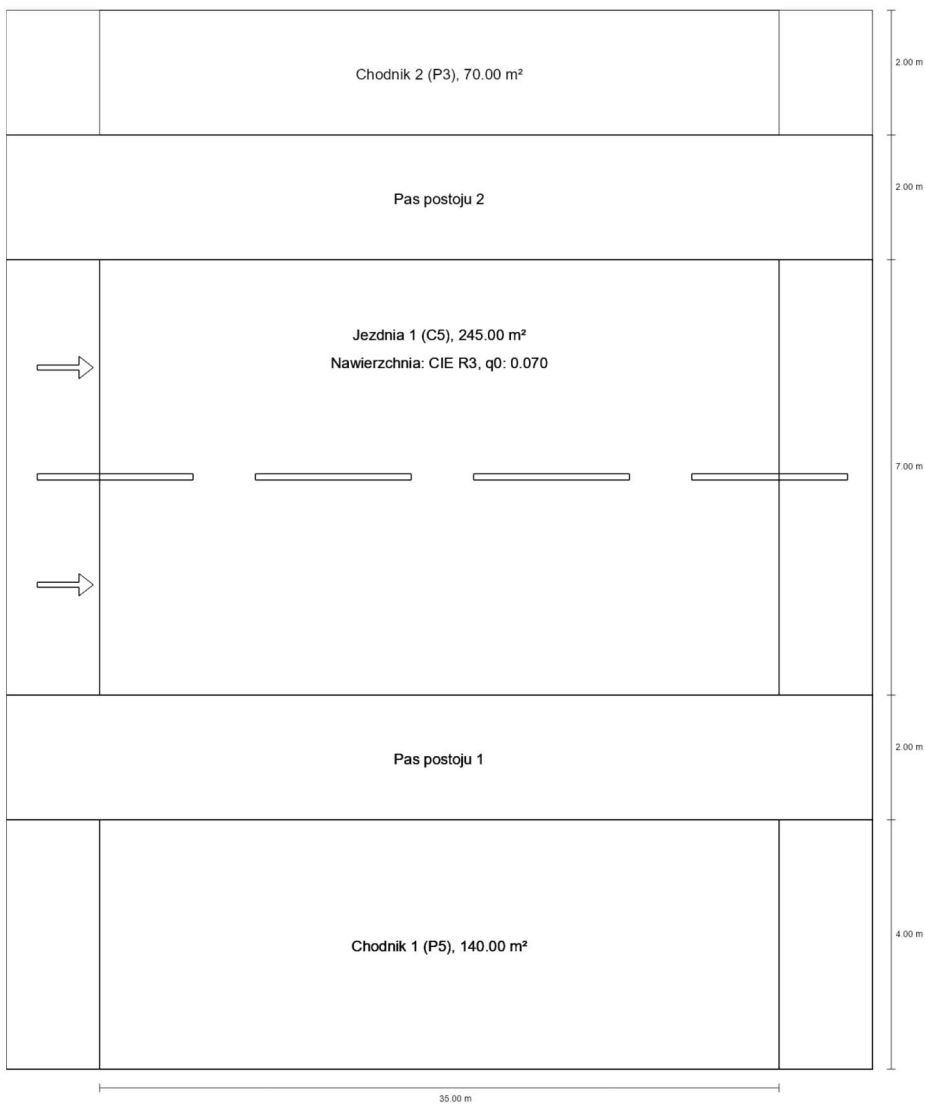 Chodnik 2 (P3), 70.00 m²
2.00 m
Pas postoju 2
2.00 m
Jezdnia 1 (C5), 245.00 m²
Nawierzchnia: CIE R3, q0: 0.070
7.00 m
Pas postoju 1
2.00 m
Chodnik 1 (P5), 140.00 m²
4.00 m
35.00 m